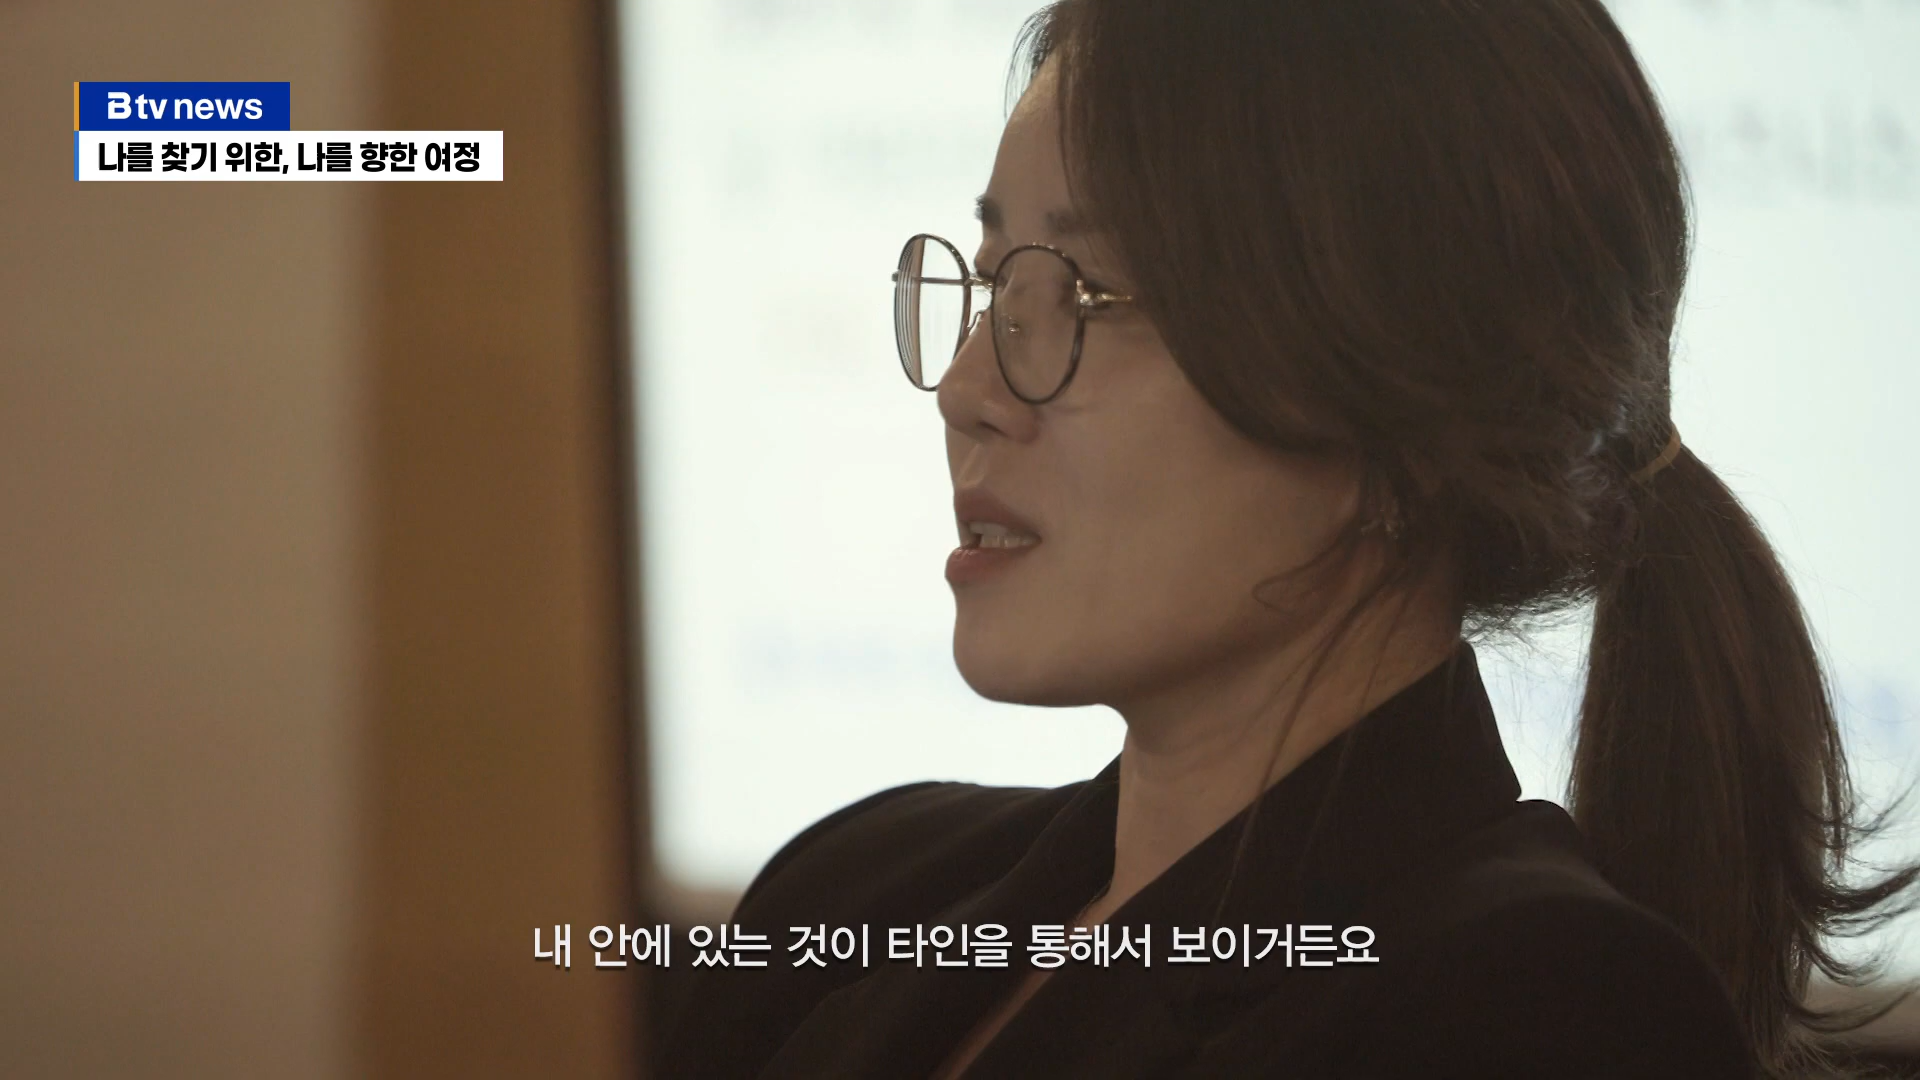 B tv news
나를 찾기 위한, 나를 향한 여정
내 안에 있는 것이 타인을 통해서 보이거든요